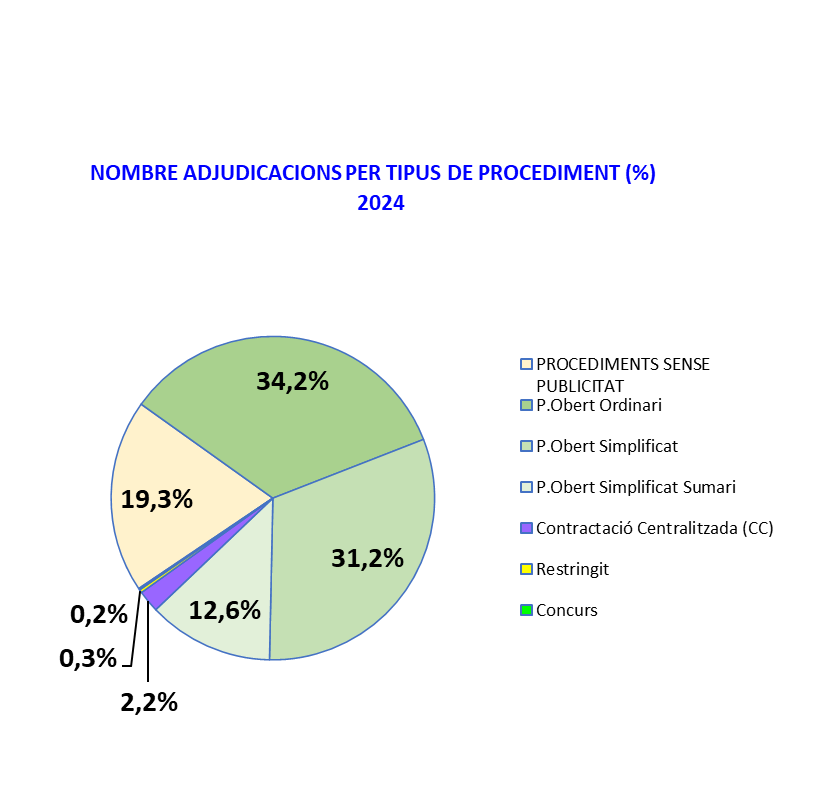 NOMBRE ADJUDICACIONS PER TIPUS DE PROCEDIMENT (%)
2024
34,2%
19,3%
31,2%
12,6%
0,2%
0,3%
2,2%
PROCEDIMENTS SENSE
PUBLICITAT
P.Obert Ordinari
P.Obert Simplificat
P.Obert Simplificat Sumari
Contractació Centralitzada (CC)
Restringit
Concurs